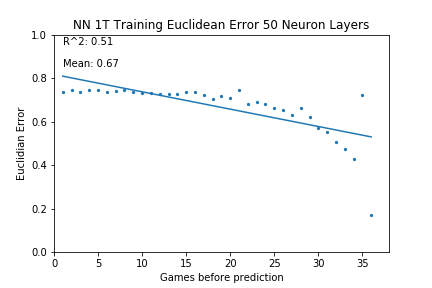 NN 1T Training Euclidean Error 50 Neuron Layers
R^2: 0.51
Mean: 0.67
1.0
0.8
0.6
0.4
0.2
0.0
Euclidian Error
0 5 10 15 20 25 30 35
Games before prediction